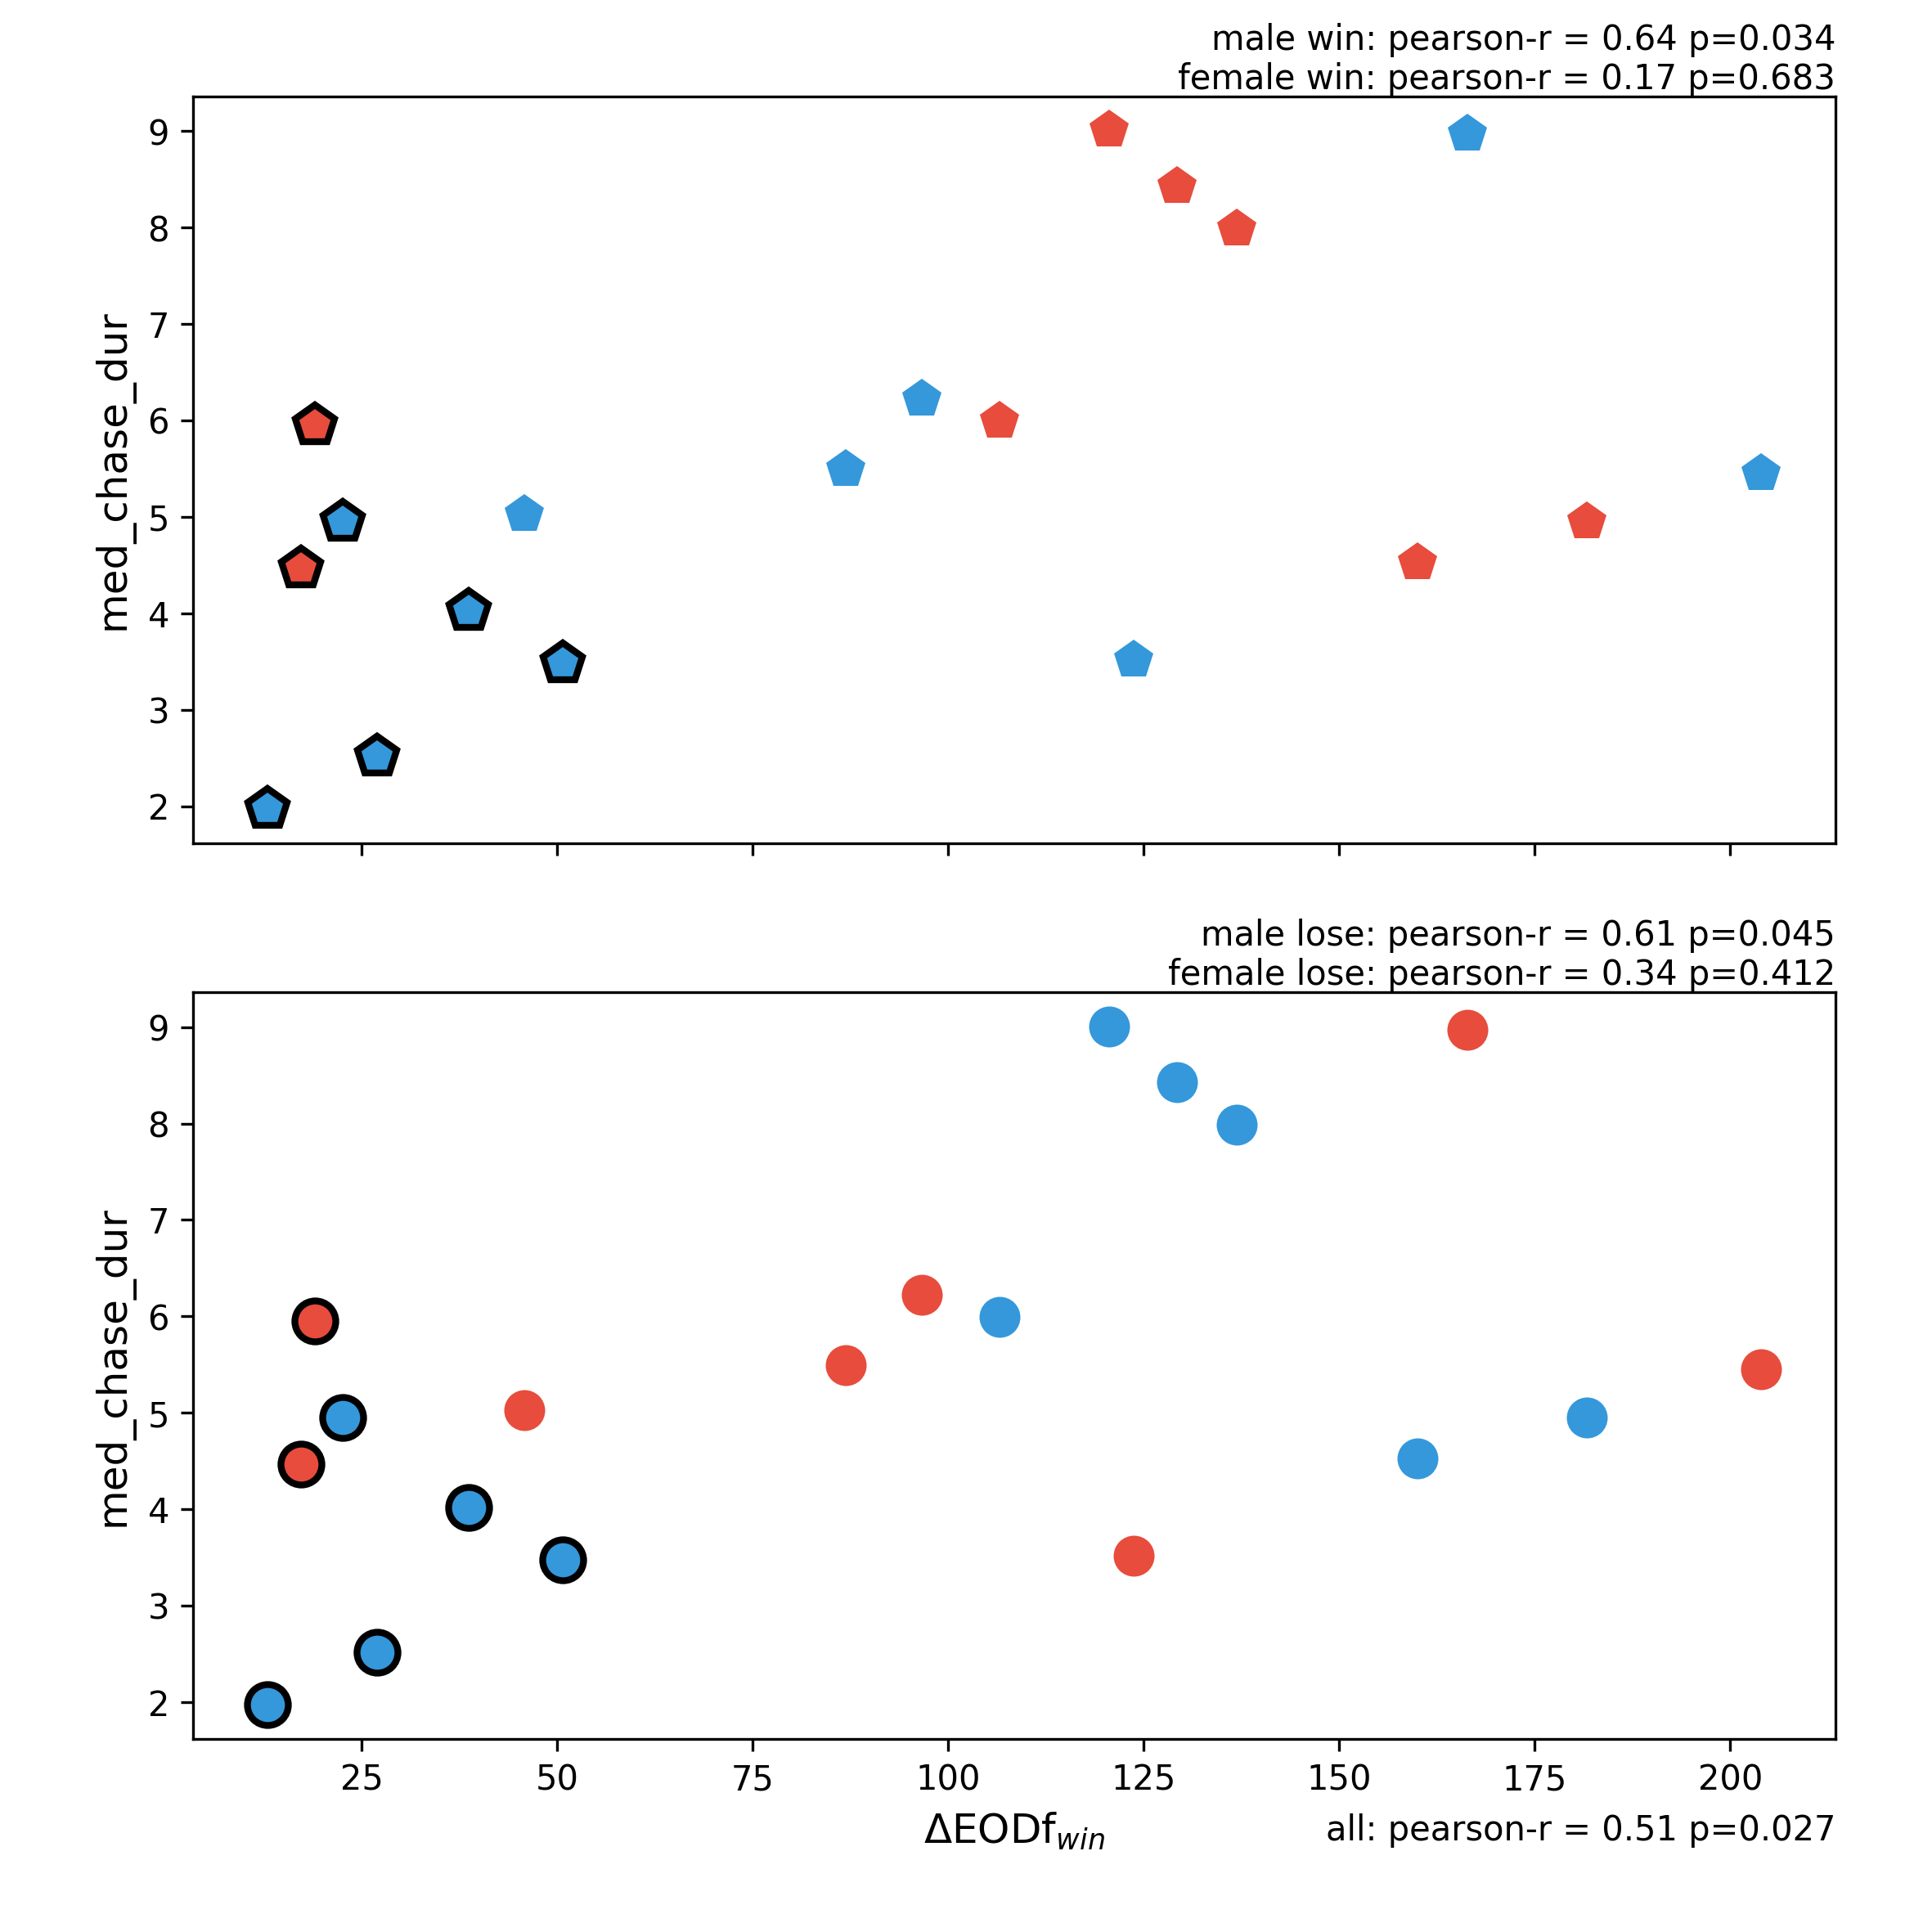 male win: pearson-r = 0.64 p=0.034
female win: pearson-r = 0.17 p=0.683
9
8
7
6
5
4
3
2
med_chase_dur
male lose: pearson-r = 0.61 p=0.045
female lose: pearson-r = 0.34 p=0.412
9
8
7
6
5
4
3
2
med_chase_dur
25 50 75 100 125 150 175 200
ΔEODf_win
all: pearson-r = 0.51 p=0.027